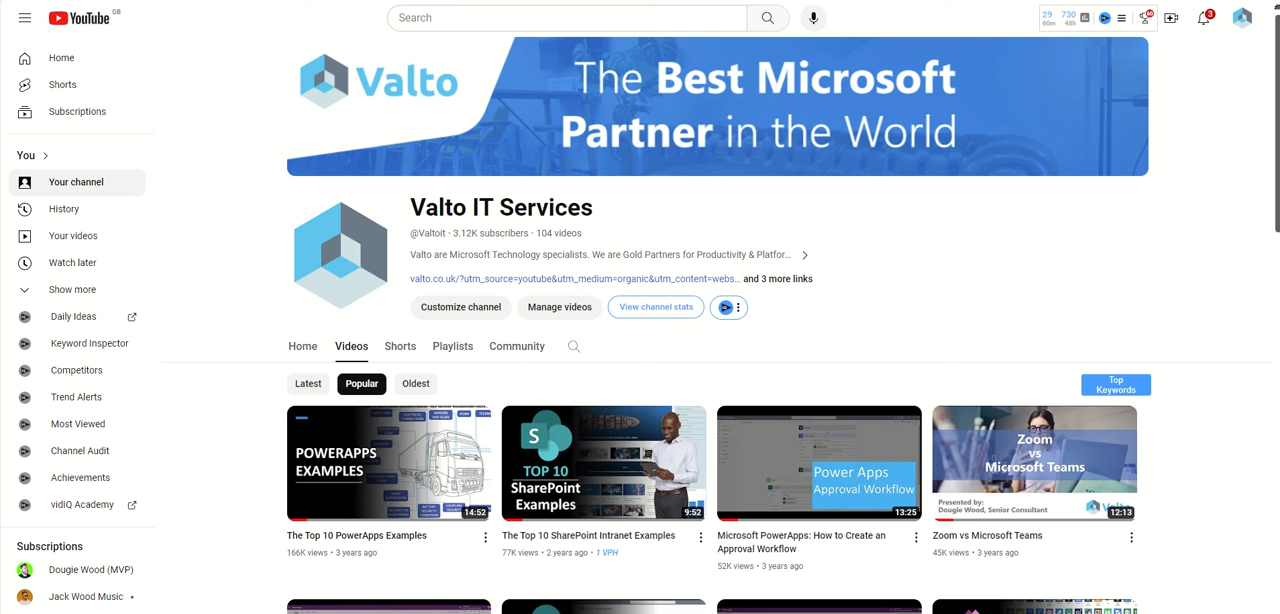 YouTube GB
Search
29 730
60m 48h
60
3
Home
Shorts
Subscriptions
You
Your channel
History
Your videos
Watch later
Show more
Daily Ideas
Keyword Inspector
Competitors
Trend Alerts
Most Viewed
Channel Audit
Achievements
vidIQ Academy
Subscriptions
Dougie Wood (MVP)
Jack Wood Music
Valto
The Best Microsoft
Partner in the World
Valto IT Services
@Valtoit · 3.12K subscribers · 104 videos
Valto are Microsoft Technology specialists. We are Gold Partners for Productivity & Platfor...
valto.co.uk/?utm_source=youtube&utm_medium=organic&utm_content=webs... and 3 more links
Customize channel Manage videos View channel stats
Home Videos Shorts Playlists Community
Latest Popular Oldest
Top
Keywords
POWERAPPS
EXAMPLES
14:52
The Top 10 PowerApps Examples
166K views • 3 years ago
S
TOP 10
SharePoint
Examples
9:52
The Top 10 SharePoint Intranet Examples
77K views • 2 years ago • 1 VPH
Power Apps
Approval Workflow
13:25
Microsoft PowerApps: How to Create an
Approval Workflow
52K views • 3 years ago
Zoom
vs
Microsoft Teams
Presented by:
Dougie Wood, Senior Consultant
12:13
Zoom vs Microsoft Teams
45K views • 3 years ago